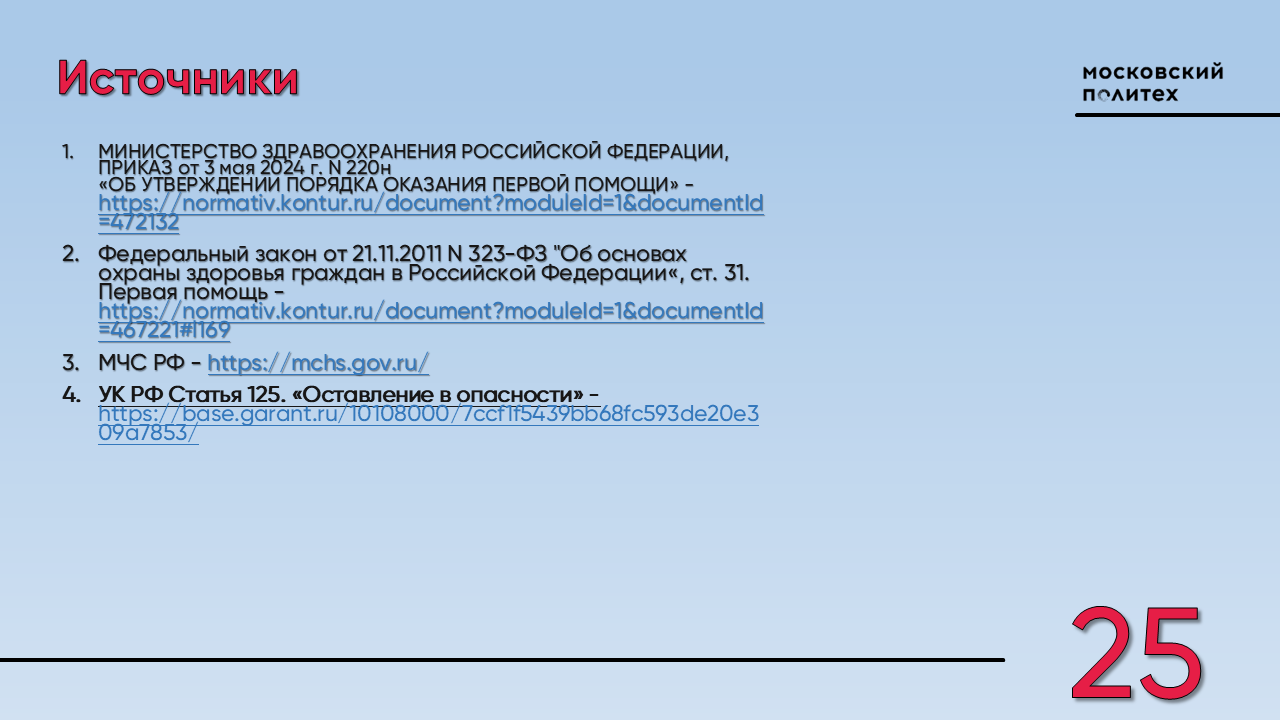 Источники
московский
политех
1. МИНИСТЕРСТВО ЗДРАВООХРАНЕНИЯ РОССИЙСКОЙ ФЕДЕРАЦИИ,
ПРИКАЗ от 3 мая 2024 г. N 220н
«ОБ УТВЕРЖДЕНИИ ПОРЯДКА ОКАЗАНИЯ ПЕРВОЙ ПОМОЩИ» -
https://normativ.kontur.ru/document?moduleId=1&documentId
=472132
2. Федеральный закон от 21.11.2011 N 323-ФЗ "Об основах
охраны здоровья граждан в Российской Федерации«, ст. 31.
Первая помощь -
https://normativ.kontur.ru/document?moduleId=1&documentId
=467221#l169
3. МЧС РФ - https://mchs.gov.ru/
4. УК РФ Статья 125. «Оставление в опасности» -
https://base.garant.ru/10108000/7ccf1f5439bb68fc593de20e3
09a7853/
25